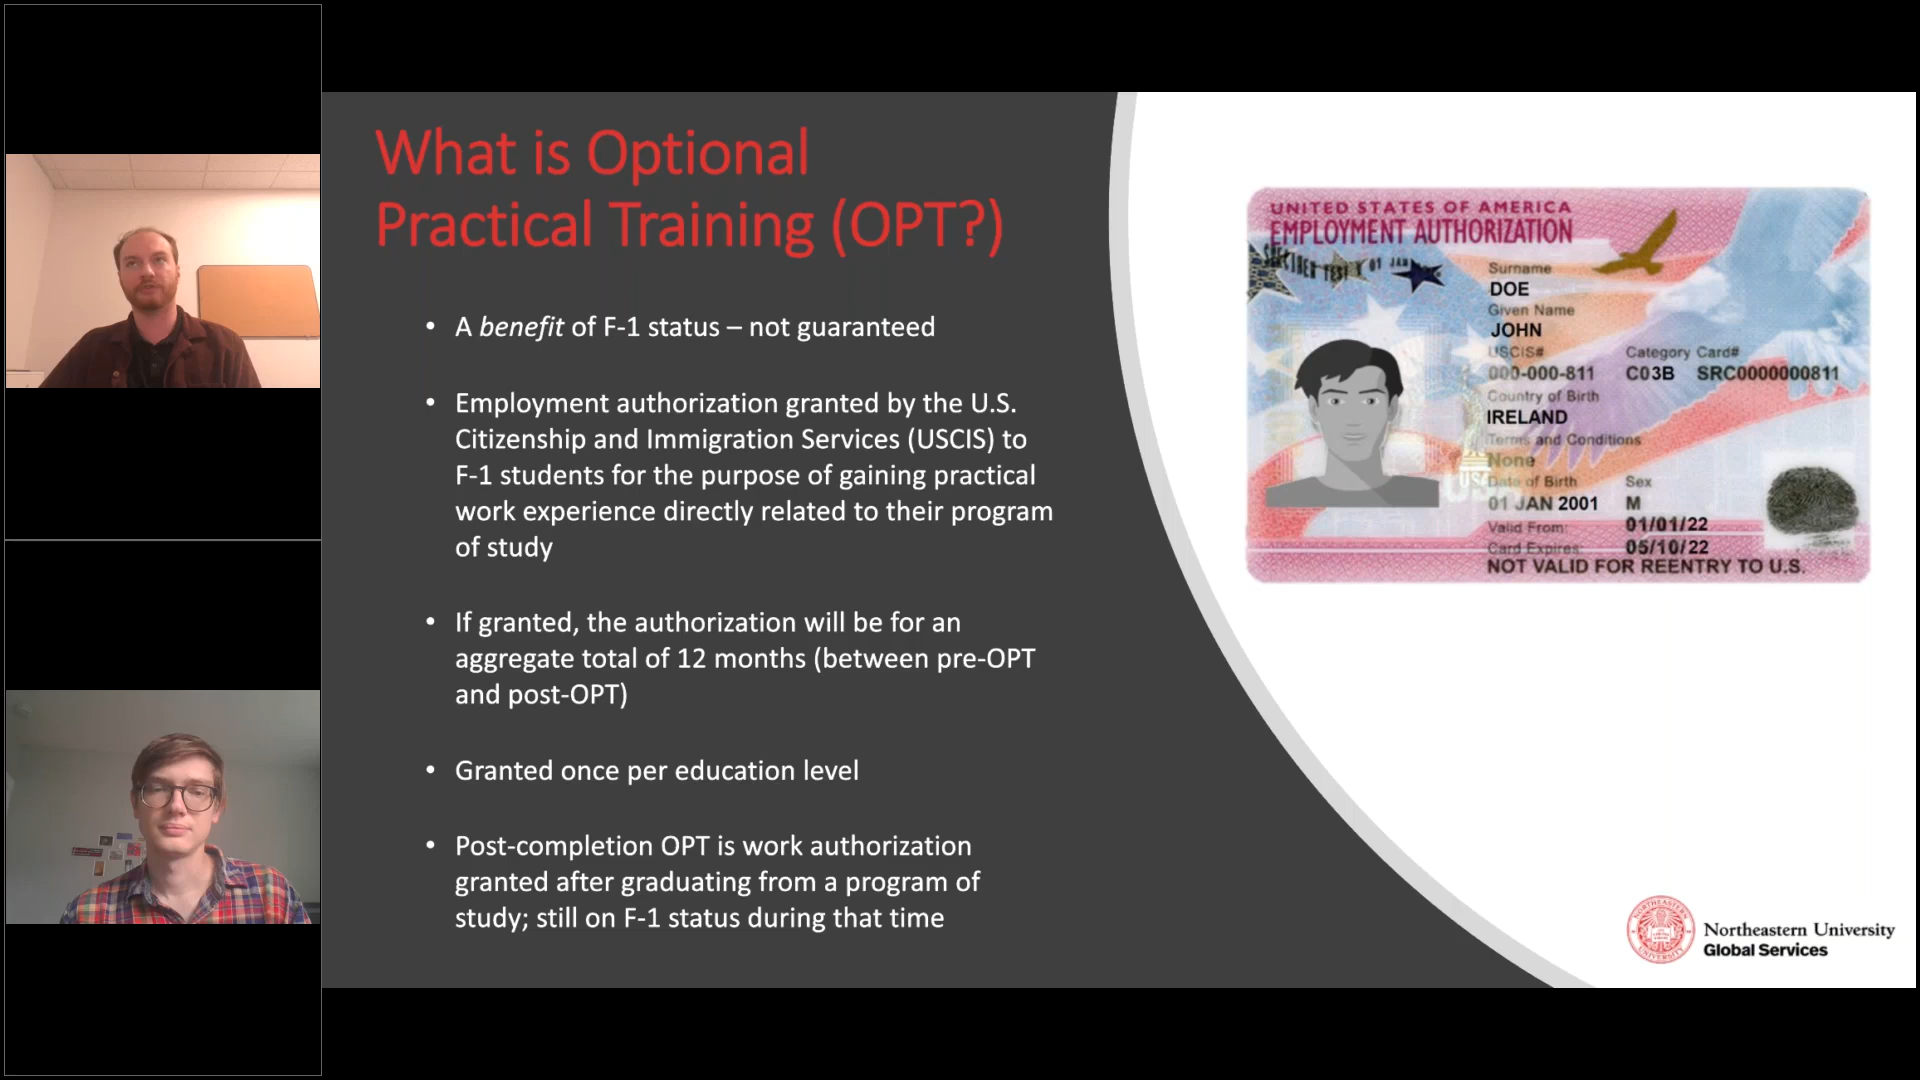 What is Optional
Practical Training (OPT?)
• A benefit of F-1 status – not guaranteed
• Employment authorization granted by the U.S.
Citizenship and Immigration Services (USCIS) to
F-1 students for the purpose of gaining practical
work experience directly related to their program
of study
• If granted, the authorization will be for an
aggregate total of 12 months (between pre-OPT
and post-OPT)
• Granted once per education level
• Post-completion OPT is work authorization
granted after graduating from a program of
study; still on F-1 status during that time
UNITED STATES OF AMERICA
EMPLOYMENT AUTHORIZATION
Surname
DOE
Given Name
JOHN
USCIS# Category Card#
000-000-811 C03B SRC0000000811
Country of Birth
IRELAND
Terms and Conditions
None
Date of Birth Sex
01 JAN 2001 M
Valid From: 01/01/22
Card Expires: 05/10/22
NOT VALID FOR REENTRY TO U.S.
Northeastern University
Global Services